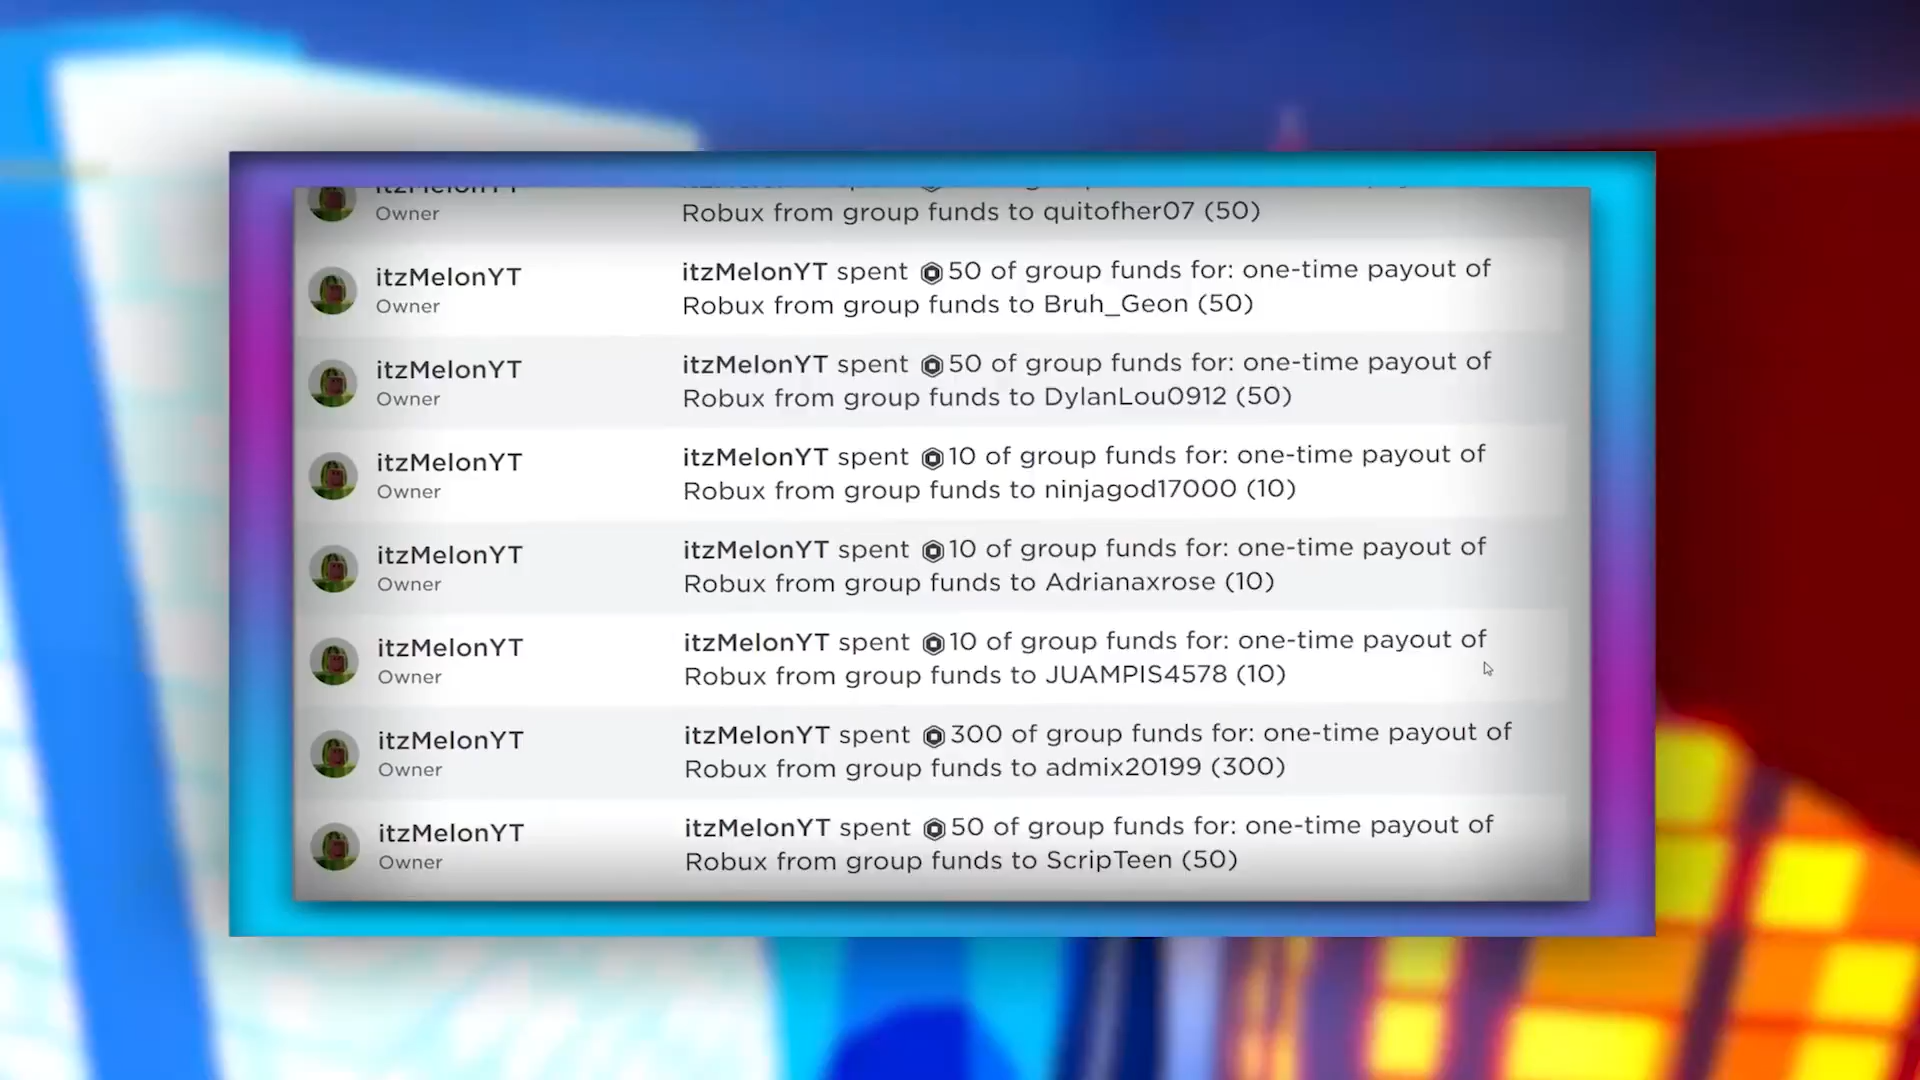 itzMelonYT
Owner
Robux from group funds to quitofher07 (50)
itzMelonYT
Owner
itzMelonYT spent 50 of group funds for: one-time payout of
Robux from group funds to Bruh_Geon (50)
itzMelonYT
Owner
itzMelonYT spent 50 of group funds for: one-time payout of
Robux from group funds to DylanLou0912 (50)
itzMelonYT
Owner
itzMelonYT spent 10 of group funds for: one-time payout of
Robux from group funds to ninjagod17000 (10)
itzMelonYT
Owner
itzMelonYT spent 10 of group funds for: one-time payout of
Robux from group funds to Adrianaxrose (10)
itzMelonYT
Owner
itzMelonYT spent 10 of group funds for: one-time payout of
Robux from group funds to JUAMPIS4578 (10)
itzMelonYT
Owner
itzMelonYT spent 300 of group funds for: one-time payout of
Robux from group funds to admix20199 (300)
itzMelonYT
Owner
itzMelonYT spent 50 of group funds for: one-time payout of
Robux from group funds to ScripTeen (50)